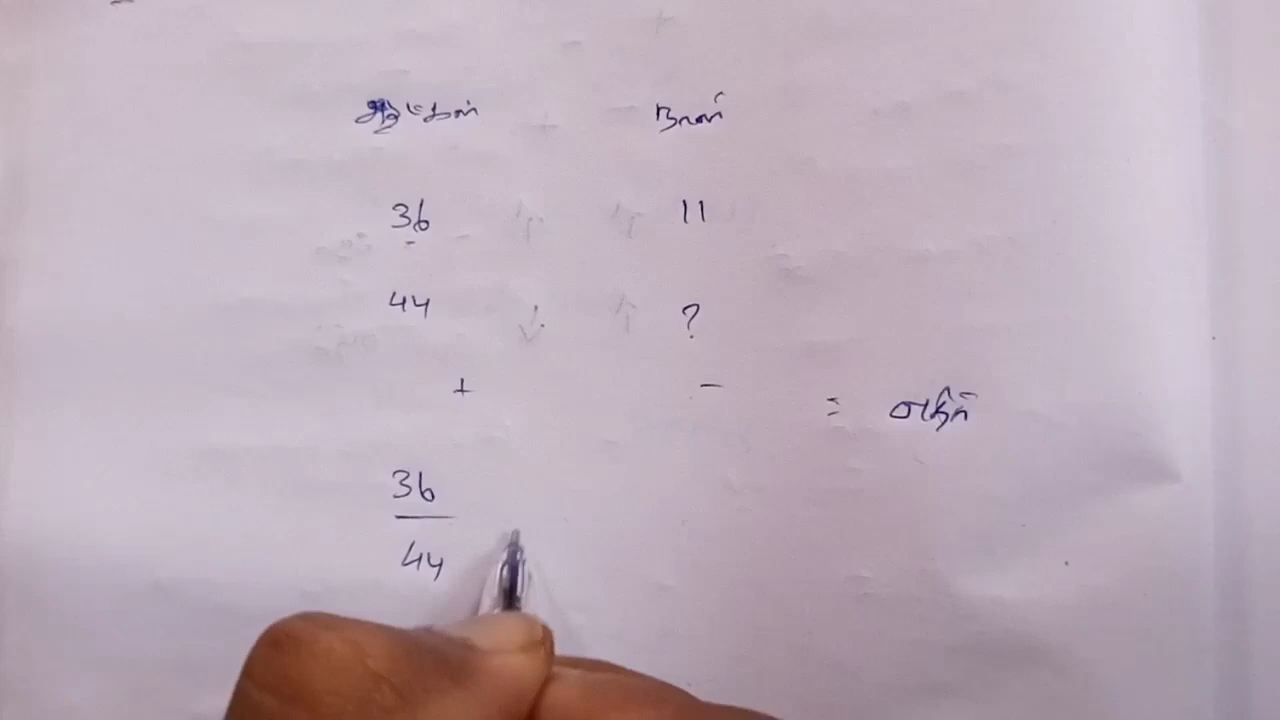 ஆட்கள் நாள்
36 11
44 ?
+ - = எதிர்
36
44